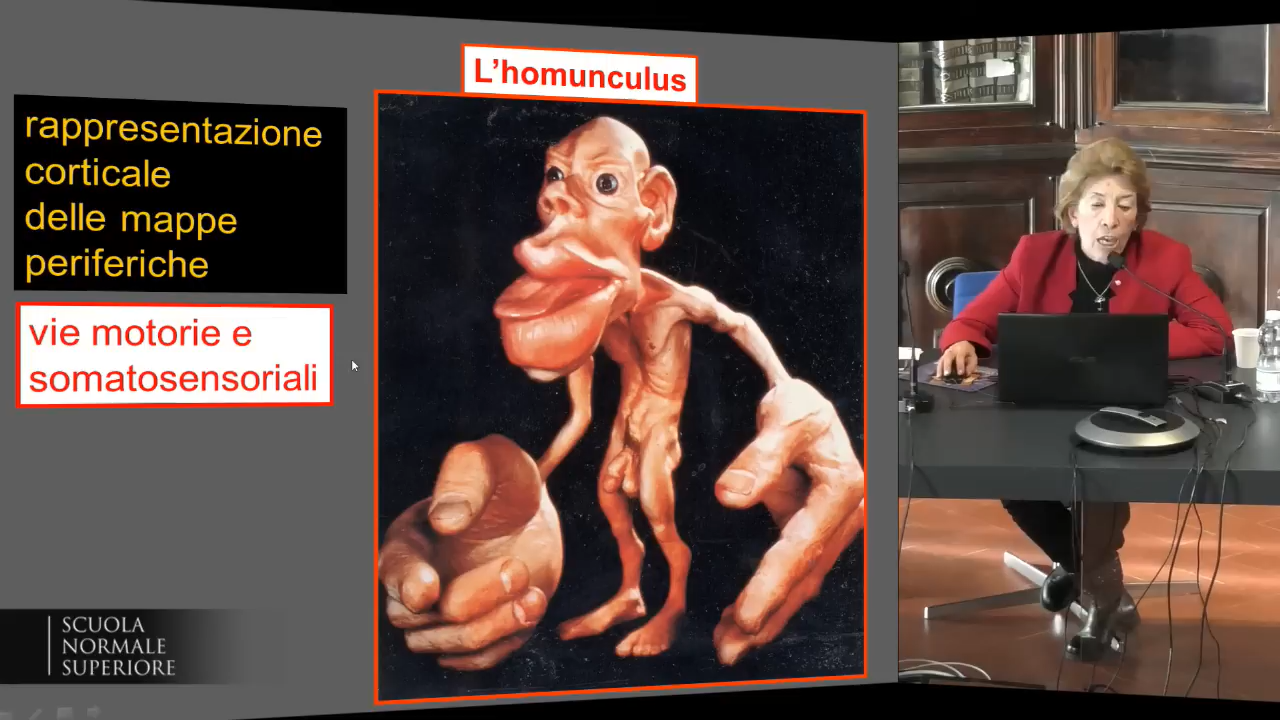 L'homunculus
rappresentazione
corticale
delle mappe
periferiche
vie motorie e
somatosensoriali
SCUOLA
NORMALE
SUPERIORE